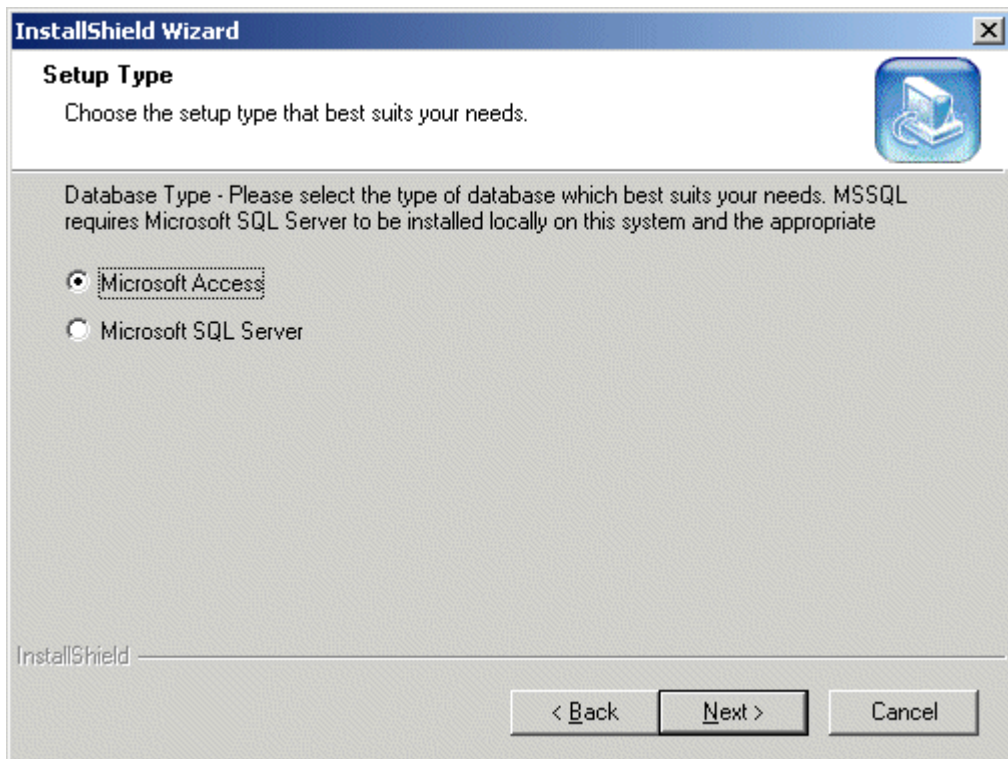 InstallShield Wizard
Setup Type
Choose the setup type that best suits your needs.
Database Type - Please select the type of database which best suits your needs. MSSQL
requires Microsoft SQL Server to be installed locally on this system and the appropriate
Microsoft Access
Microsoft SQL Server
InstallShield
< Back
Next >
Cancel